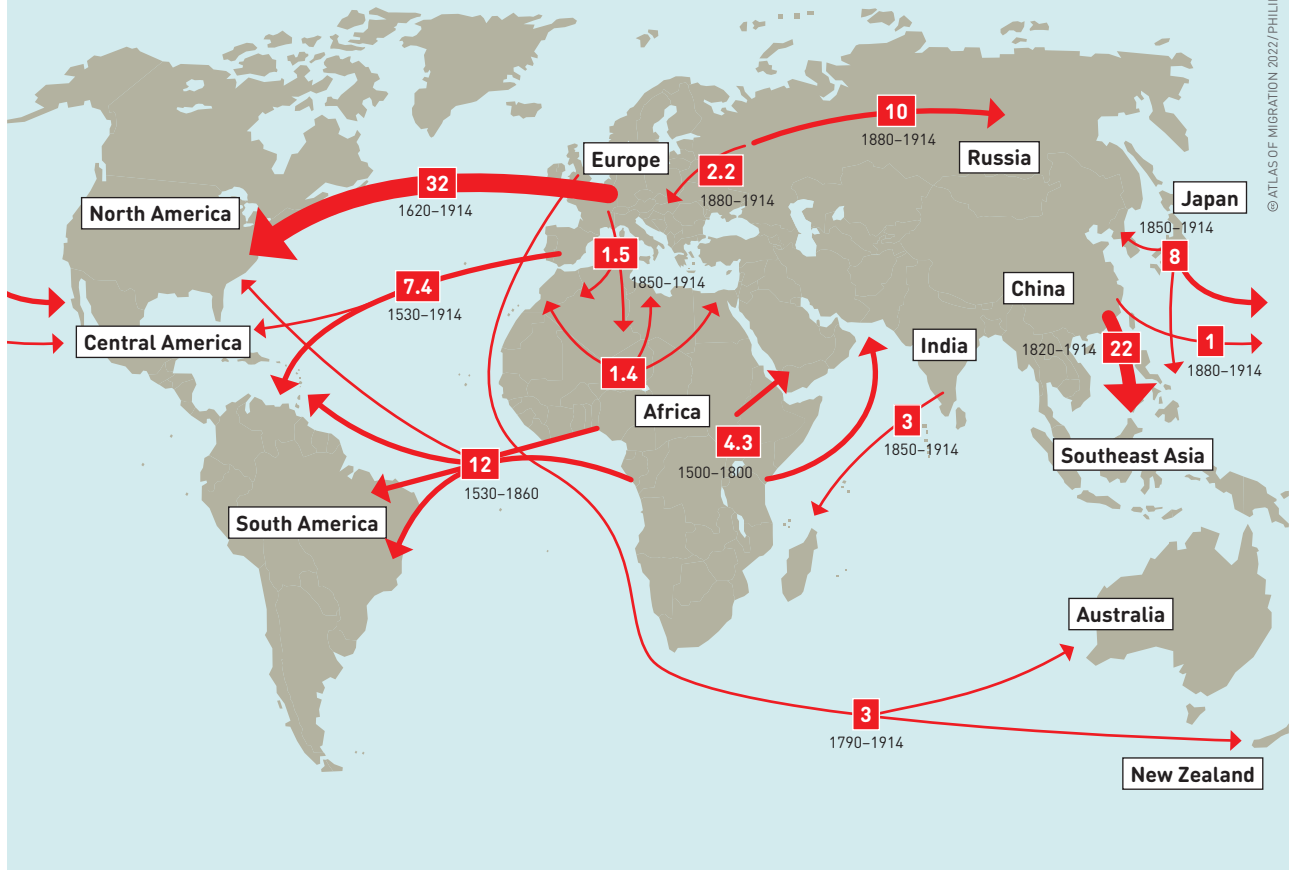 © ATLAS OF MIGRATION 2022/PHILIP
10
1880–1914
Russia
Europe
2.2
1880–1914
32
1620–1914
North America
Japan
1850–1914
8
1.5
1850–1914
7.4
1530–1914
China
Central America
India
1820–1914
22
1
1880–1914
1.4
Africa
3
1850–1914
4.3
1500–1800
Southeast Asia
12
1530–1860
South America
Australia
3
1790–1914
New Zealand